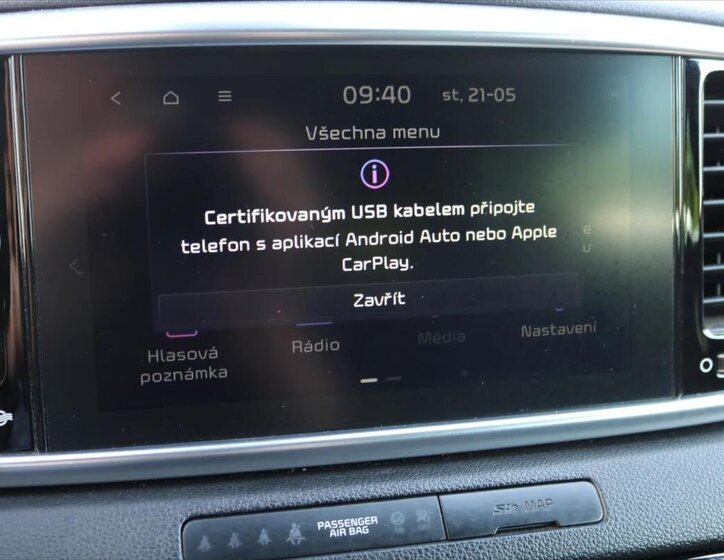 09:40 st, 21-05
Všechna menu
Certifikovaným USB kabelem připojte
telefon s aplikací Android Auto nebo Apple
CarPlay.
Zavřít
Hlasová
poznámka
Rádio
Média
Nastavení
PASSENGER
AIR BAG
SD MAP